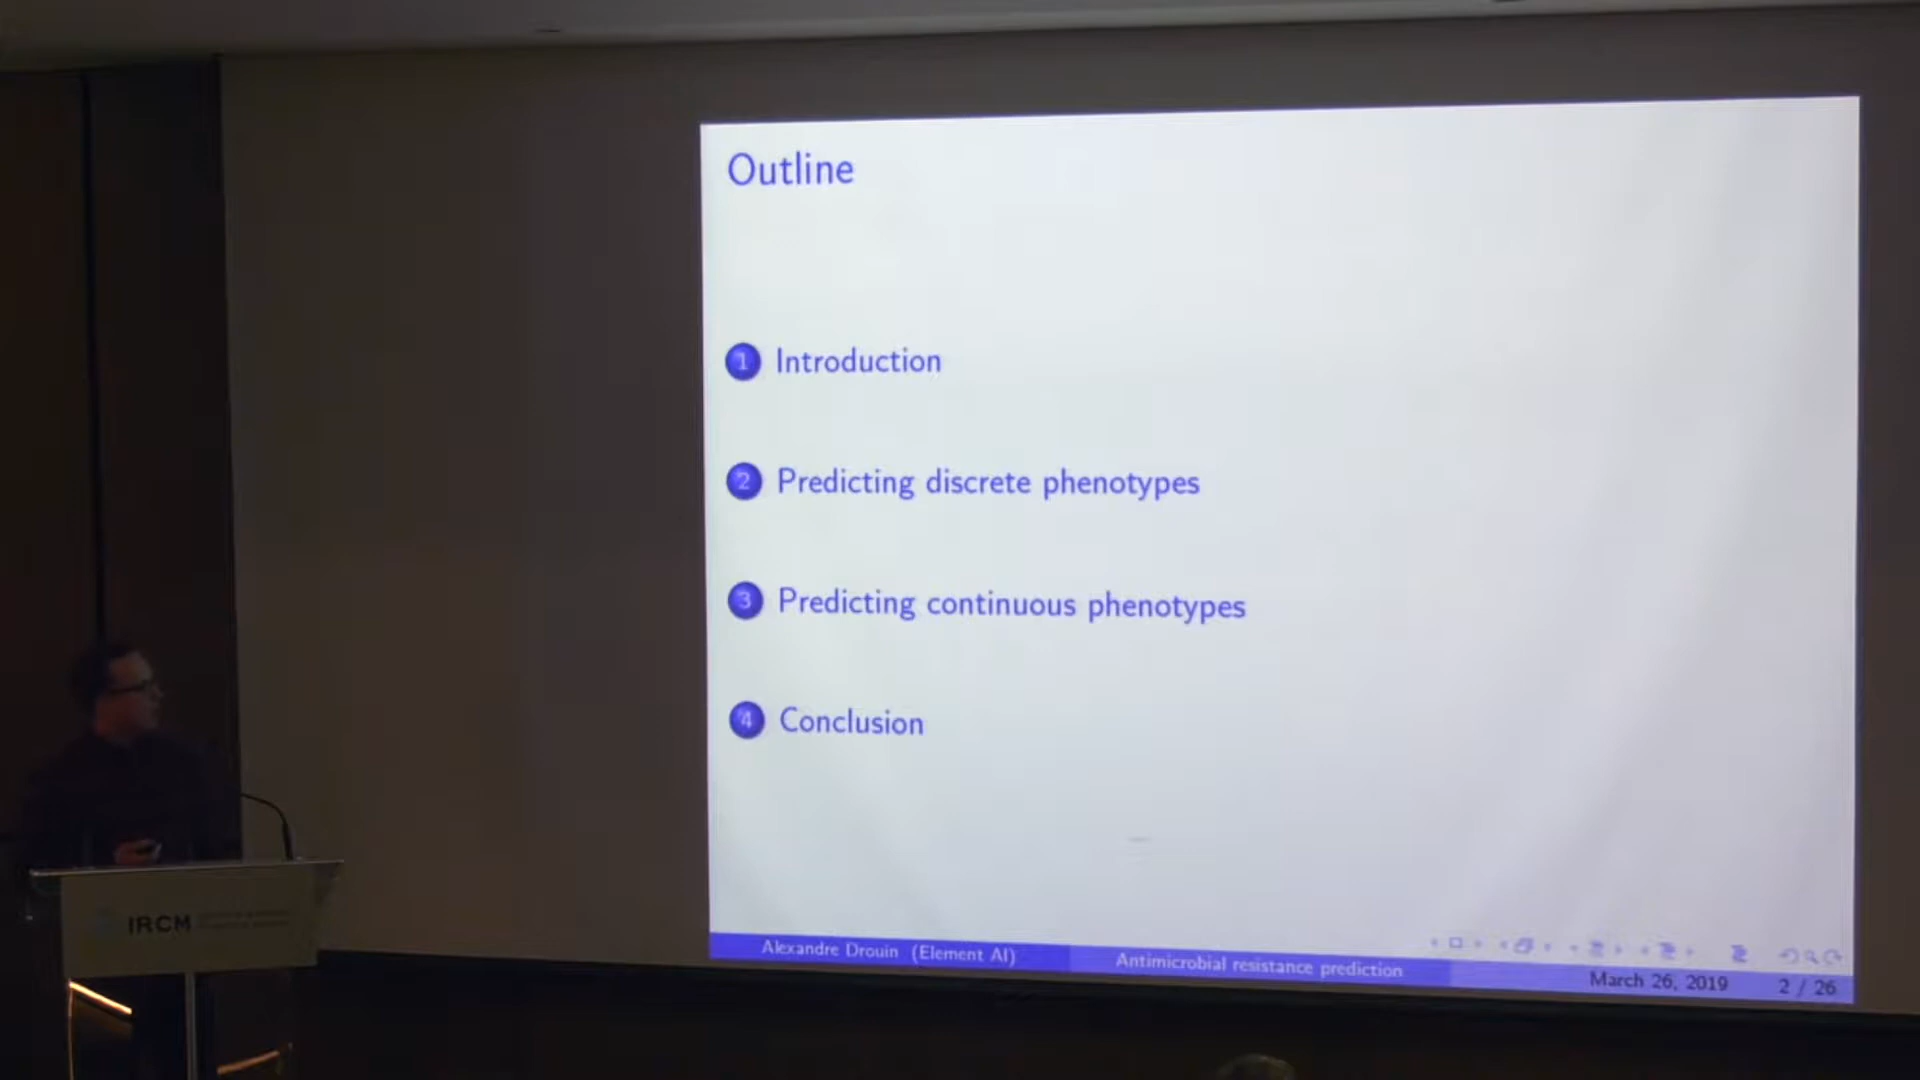 Outline
1 Introduction
2 Predicting discrete phenotypes
3 Predicting continuous phenotypes
4 Conclusion
Alexandre Drouin (Element AI)
Antimicrobial resistance prediction
March 26, 2019
2 / 26
IRCM